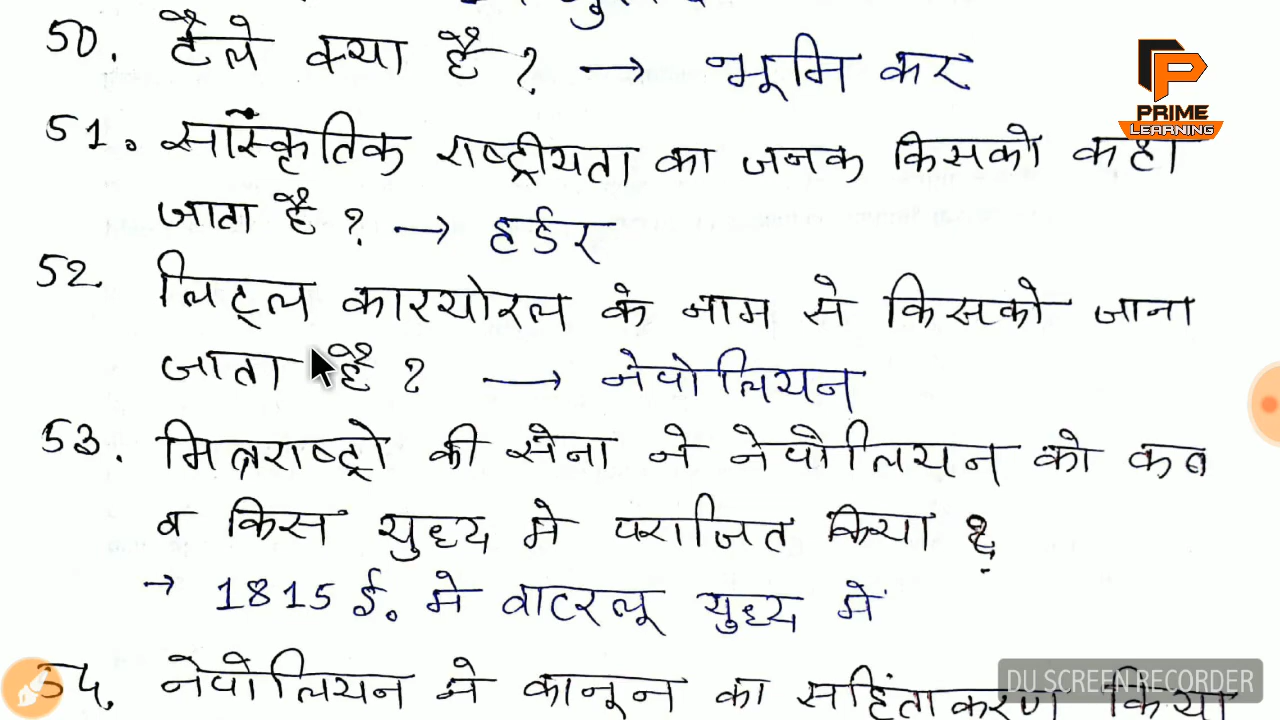 50. टैले क्या है ? → भूमि कर
PRIME
LEARNING
51. साँस्कृतिक राष्ट्रीयता का जनक किसको कहा
जाता है ? → हर्डर
52. लिट्ल कारयोरल के नाम से किसको जाना
जाता है ? → नेपोलियन
53. मित्रराष्ट्रो की सेना ने नेपोलियन को कब
व किस युध्य मे पराजित किया ?
→ 1815 ई. मे वाटरलू युध्य में
54. नेपोलियन ने कानून का सहिंताकरण किया
DU SCREEN RECORDER